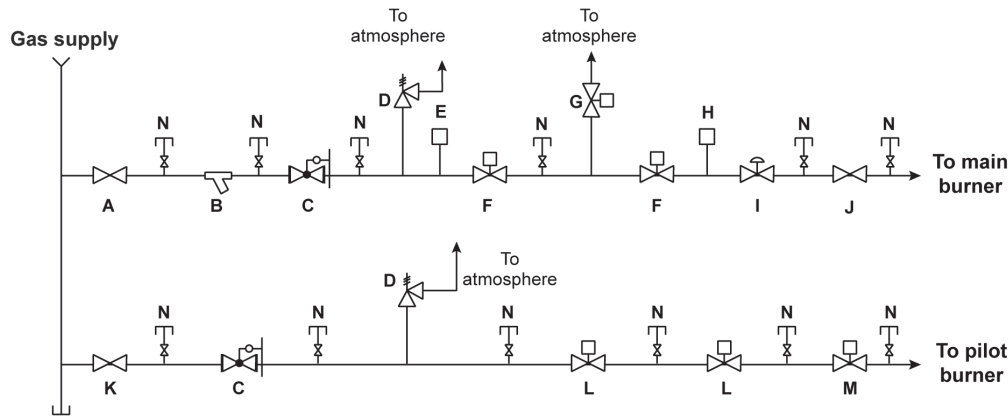 Gas supply
To
atmosphere
To
atmosphere
D
E
G
H
N
N
N
N
N
N
To main
burner
A
B
C
F
F
I
J
To
atmosphere
D
N
N
N
N
N
N
To pilot
burner
K
C
L
L
M